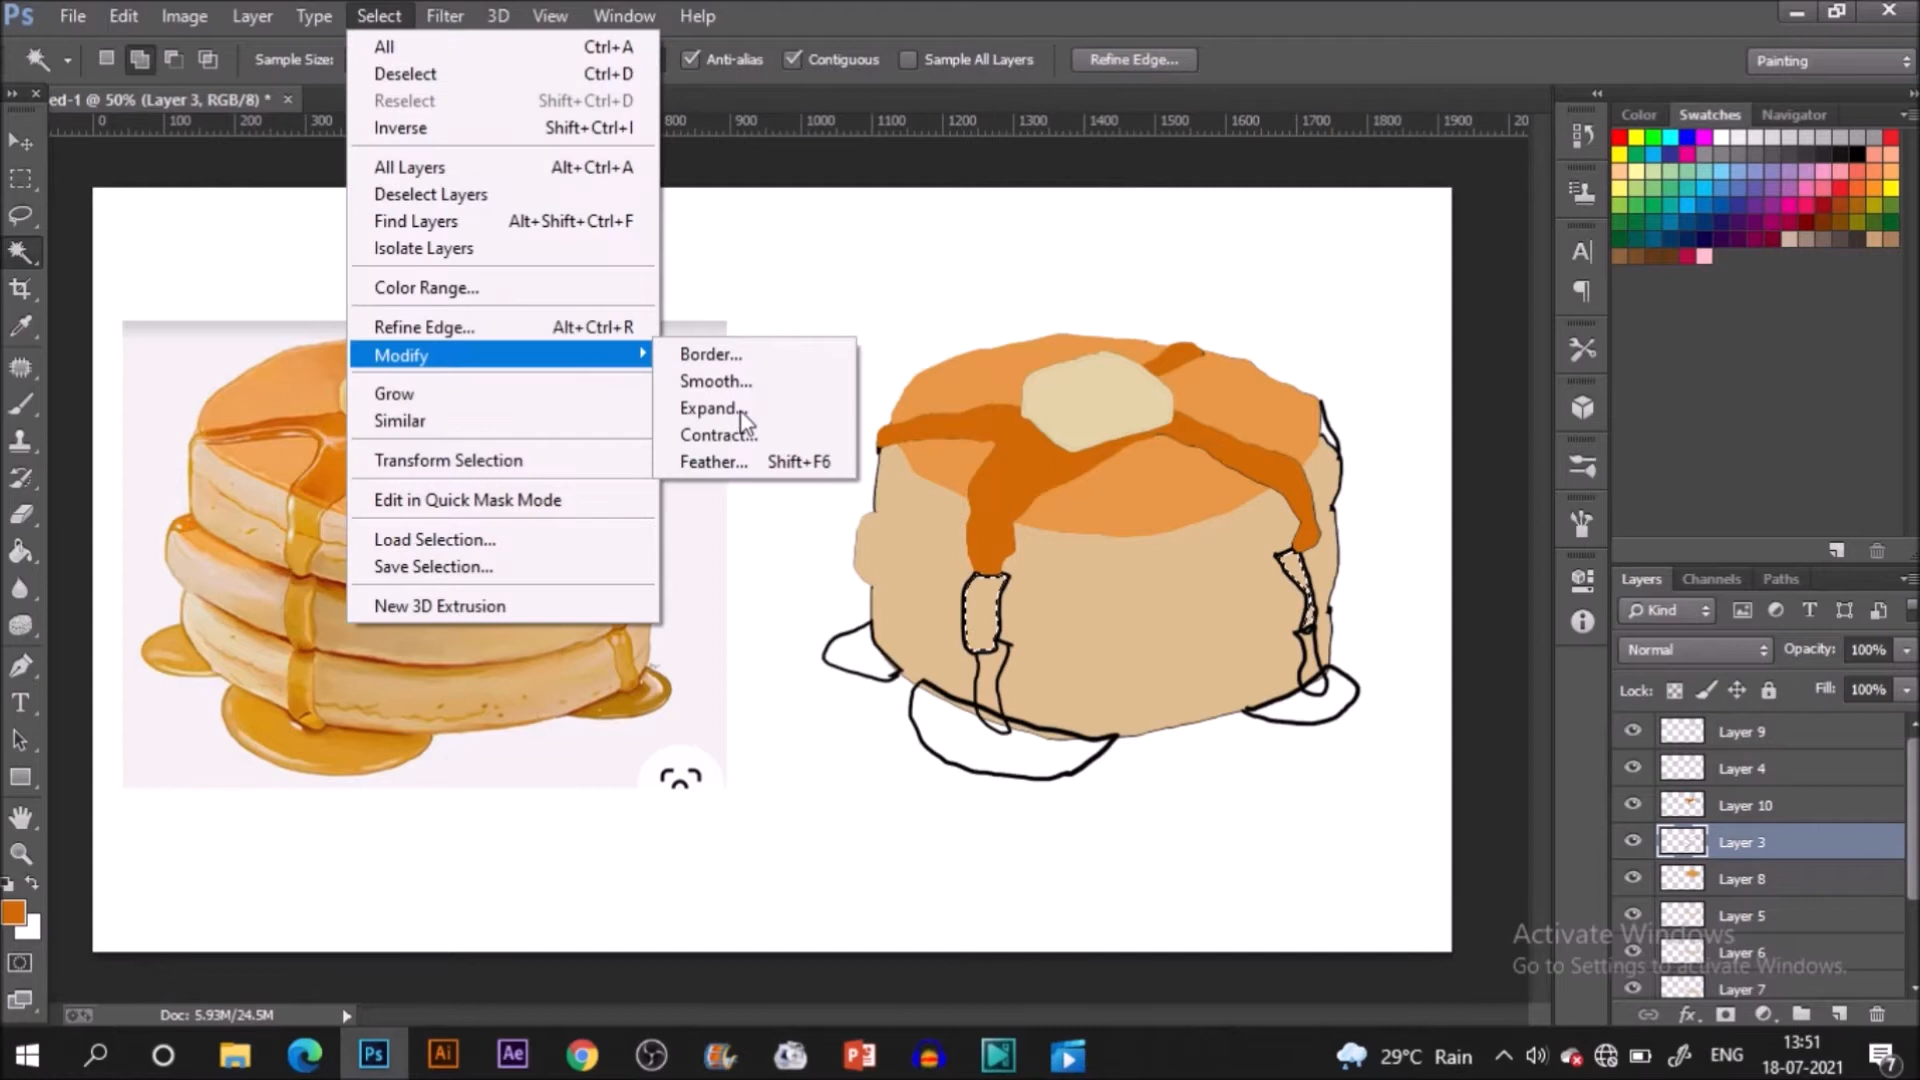 Ps File Edit Image Layer Type Select Filter 3D View Window Help
Sample Size: Anti-alias Contiguous Sample All Layers Refine Edge... Painting
ed-1 @ 50% (Layer 3, RGB/8) * ×
0 100 200 300 800 900 1000 1100 1200 1300 1400 1500 1600 1700 1800 1900 20
All Ctrl+A
Deselect Ctrl+D
Reselect Shift+Ctrl+D
Inverse Shift+Ctrl+I
All Layers Alt+Ctrl+A
Deselect Layers
Find Layers Alt+Shift+Ctrl+F
Isolate Layers
Color Range...
Refine Edge... Alt+Ctrl+R
Modify
Grow
Similar
Transform Selection
Edit in Quick Mask Mode
Load Selection...
Save Selection...
New 3D Extrusion
Border...
Smooth...
Expand...
Contract...
Feather... Shift+F6
Color Swatches Navigator
Layers Channels Paths
Kind
Normal Opacity: 100%
Lock: Fill: 100%
Layer 9
Layer 4
Layer 10
Layer 3
Layer 8
Layer 5
Layer 6
Layer 7
Activate Windows
Go to Settings to activate Windows.
Doc: 5.93M/24.5M
Ps Ai Ae P
29°C Rain ENG
13:51
18-07-2021
7